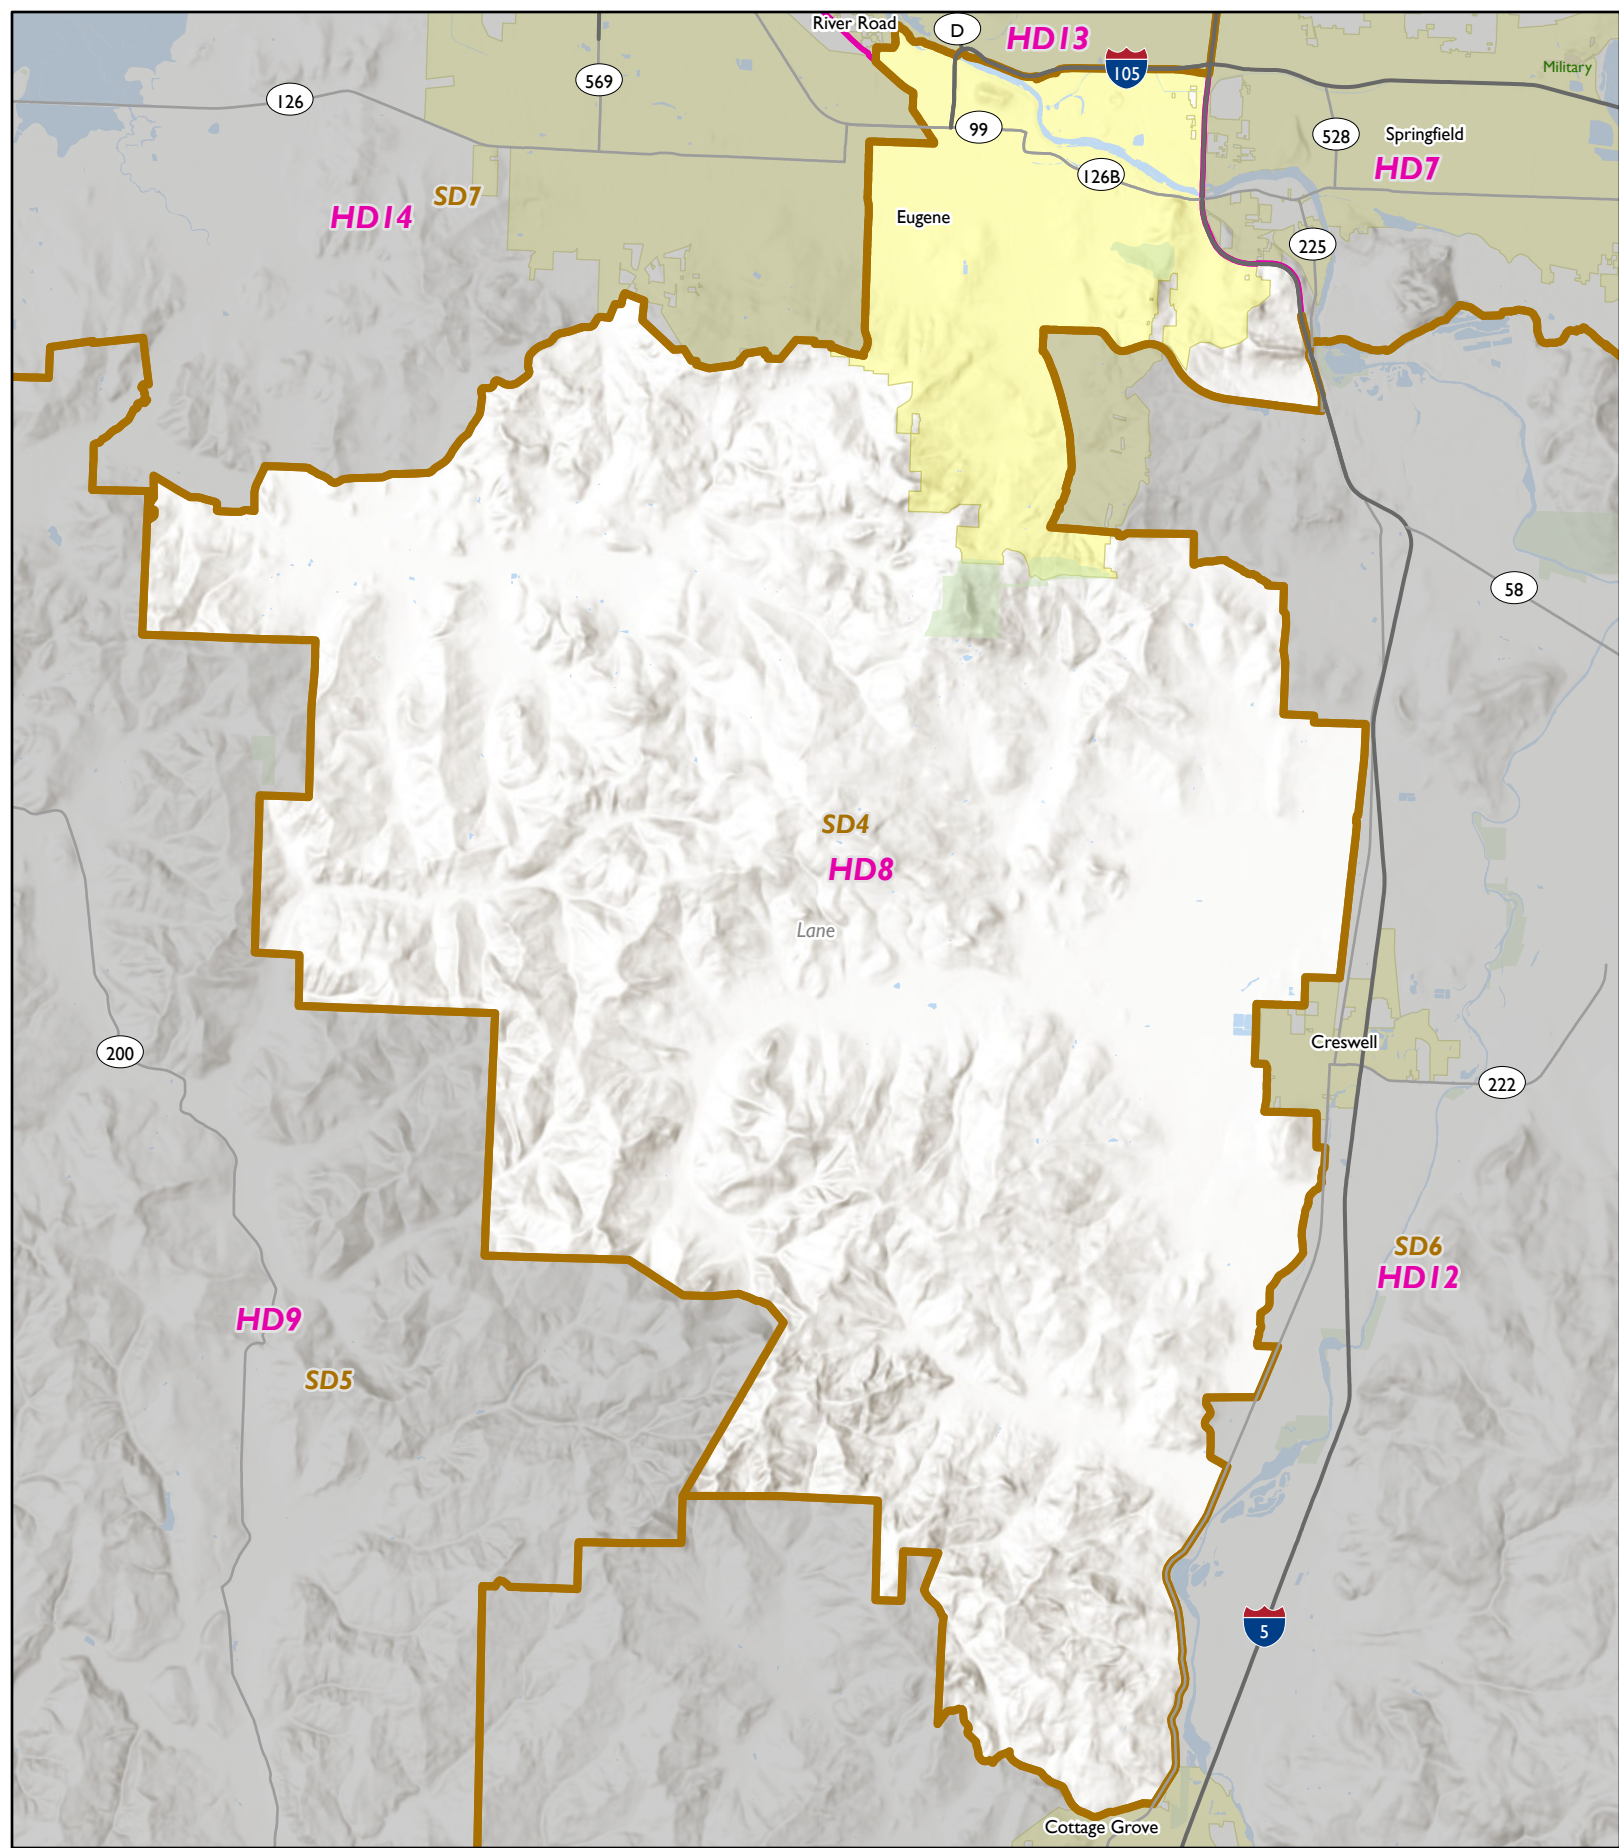 River Road
D
HD13
105
Military
126
569
99
528
Springfield
HD7
126B
SD7
HD14
Eugene
225
58
SD4
HD8
Lane
Creswell
200
222
SD6
HD12
HD9
SD5
5
Cottage Grove